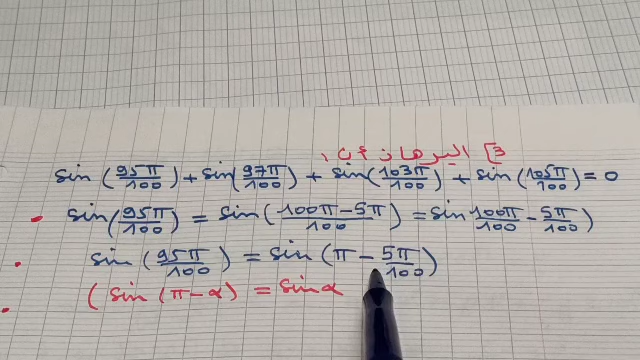 3] البرهان أن :
sin (95π/100) + sin(97π/100) + sin(103π/100) + sin (105π/100) = 0
• sin(95π/100) = sin(100π-5π/100) = sin 100π/100 - 5π/100)
• sin (95π/100) = sin(π - 5π/100)
• ( sin (π-α) = sinα